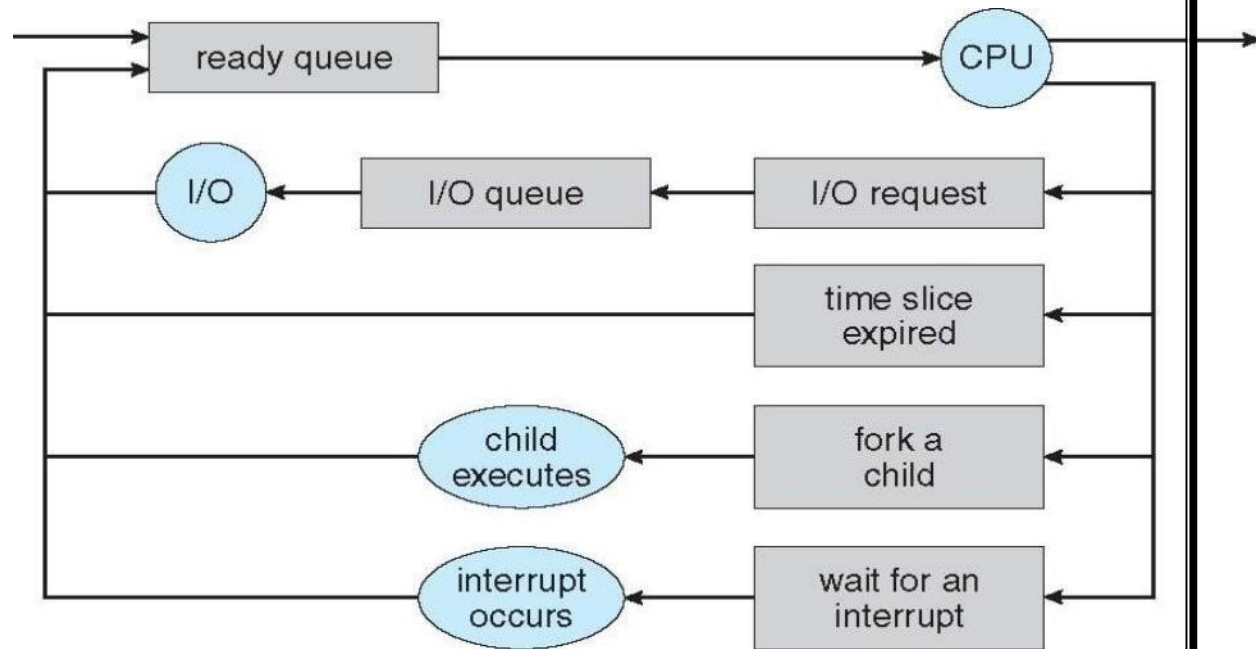 ready queue
CPU
I/O
I/O queue
I/O request
time slice
expired
child
executes
fork a
child
interrupt
occurs
wait for an
interrupt